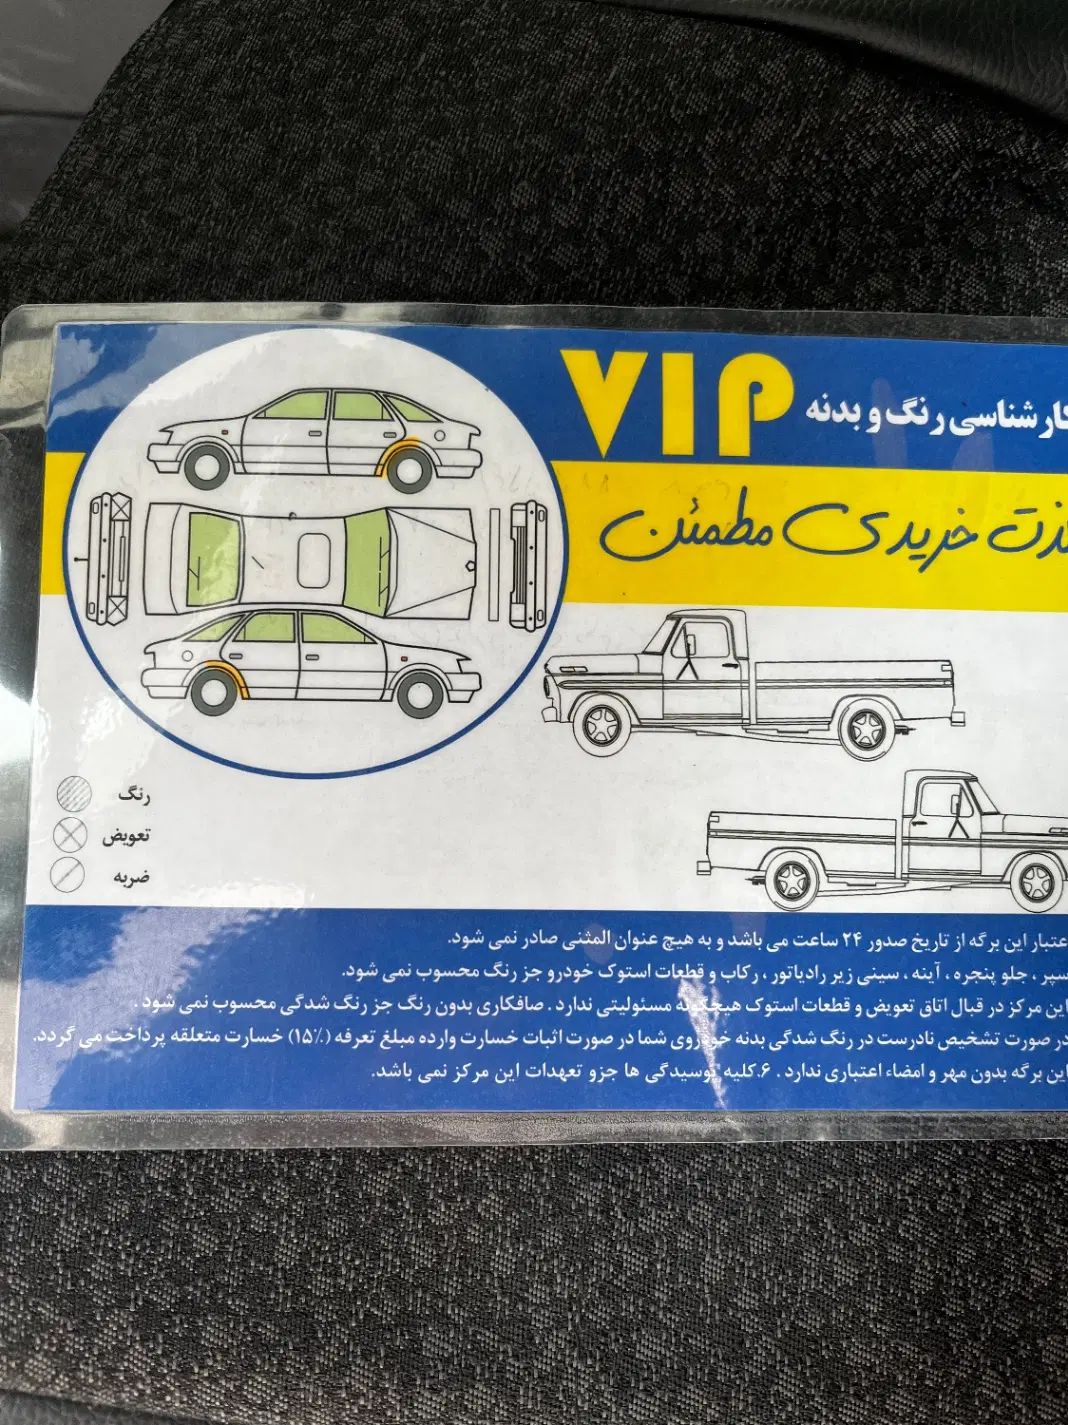 VIP
کارشناسی رنگ و بدنه
خریدی مطمئن
رنگ
تعویض
ضربه
اعتبار این برگه از تاریخ صدور ۲۴ ساعت می باشد و به هیچ عنوان المثنی صادر نمی شود.
سپر ، جلو پنجره ، آینه ، سینی زیر رادیاتور ، رکاب و قطعات استوک خودرو جز رنگ محسوب نمی شود.
این مرکز در قبال اتاق تعویض و قطعات استوک هیچگونه مسئولیتی ندارد . صافکاری بدون رنگ جز رنگ شدگی محسوب نمی شود .
در صورت تشخیص نادرست در رنگ شدگی بدنه خودروی شما در صورت اثبات خسارت وارده مبلغ تعرفه (۱۵٪) خسارت متعلقه پرداخت می گردد.
این برگه بدون مهر و امضاء اعتباری ندارد . ۶.کلیه پوسیدگی ها جزو تعهدات این مرکز نمی باشد.